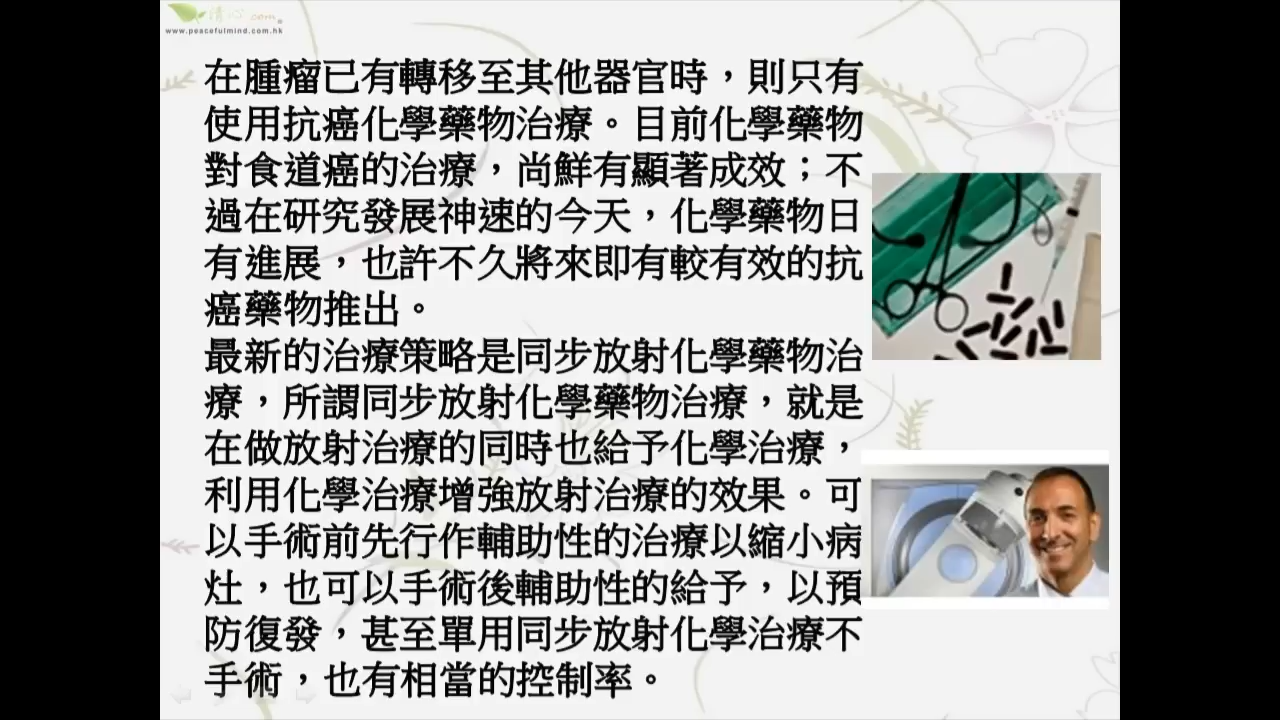 清心.com
www.peacefulmind.com.hk
在腫瘤已有轉移至其他器官時，則只有
使用抗癌化學藥物治療。目前化學藥物
對食道癌的治療，尚鮮有顯著成效；不
過在研究發展神速的今天，化學藥物日
有進展，也許不久將來即有較有效的抗
癌藥物推出。
最新的治療策略是同步放射化學藥物治
療，所謂同步放射化學藥物治療，就是
在做放射治療的同時也給予化學治療，
利用化學治療增強放射治療的效果。可
以手術前先行作輔助性的治療以縮小病
灶，也可以手術後輔助性的給予，以預
防復發，甚至單用同步放射化學治療不
手術，也有相當的控制率。